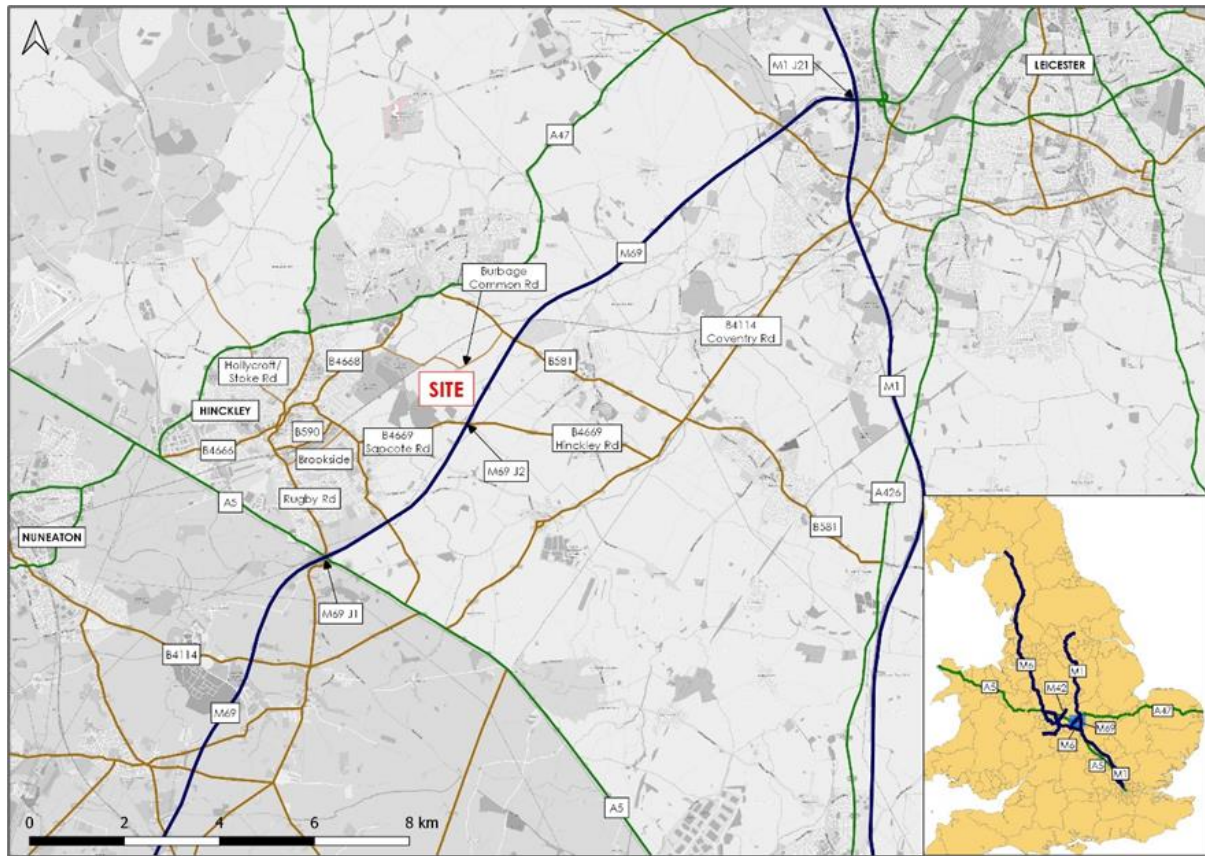 M1 J21
LEICESTER
A47
M69
Burbage
Common Rd
B4114
Coventry Rd
Hollycroft/
Stoke Rd
B4668
B581
SITE
M1
HINCKLEY
B590
B4669
Sapcote Rd
B4669
Hinckley Rd
B4666
Brookside
M69 J2
A5
Rugby Rd
A426
NUNEATON
B581
M69 J1
B4114
M69
A5
0 2 4 6 8 km
M6
M1
A5
M42
A47
M69
M6
A5
M1